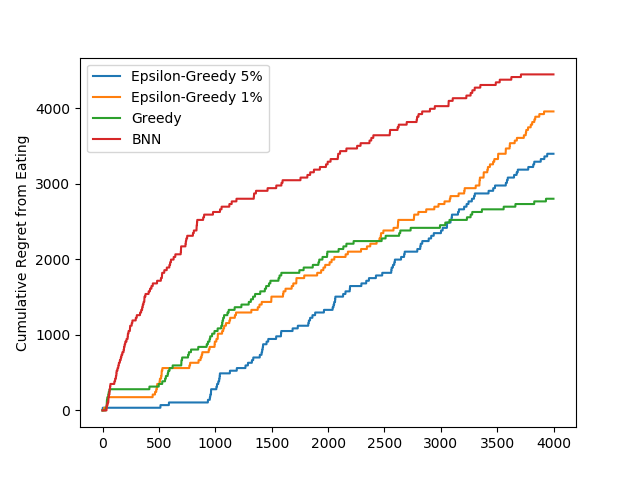 Epsilon-Greedy 5%
Epsilon-Greedy 1%
Greedy
BNN
Cumulative Regret from Eating
4000
3000
2000
1000
0
0 500 1000 1500 2000 2500 3000 3500 4000